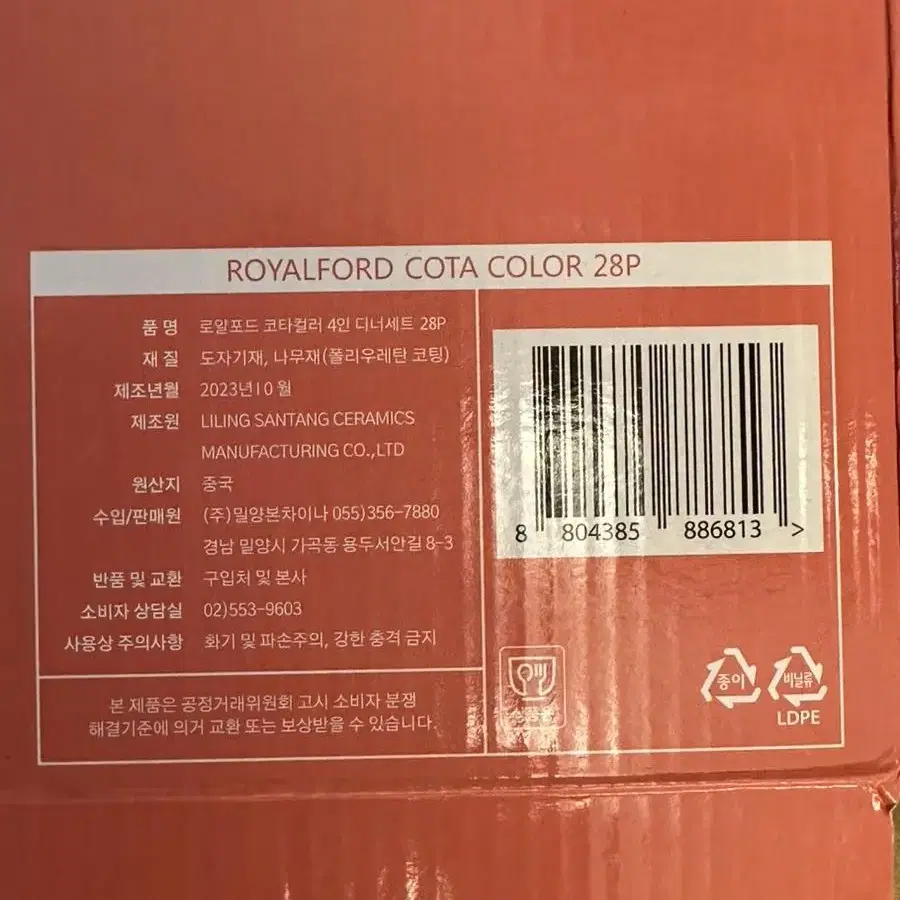 ROYALFORD COTA COLOR 28P
품 명 로얄포드 코타컬러 4인 디너세트 28P
재 질 도자기재, 나무재(폴리우레탄 코팅)
제조년월 2023년10월
제조원 LILING SANTANG CERAMICS
MANUFACTURING CO.,LTD
원산지 중국
수입/판매원 (주)밀양본차이나 055)356-7880
경남 밀양시 가곡동 용두서안길 8-3
반품 및 교환 구입처 및 본사
소비자 상담실 02)553-9603
사용상 주의사항 화기 및 파손주의, 강한 충격 금지
본 제품은 공정거래위원회 고시 소비자 분쟁
해결기준에 의거 교환 또는 보상받을 수 있습니다.
8 804385 886813 >
식품용
종이 비닐류
LDPE